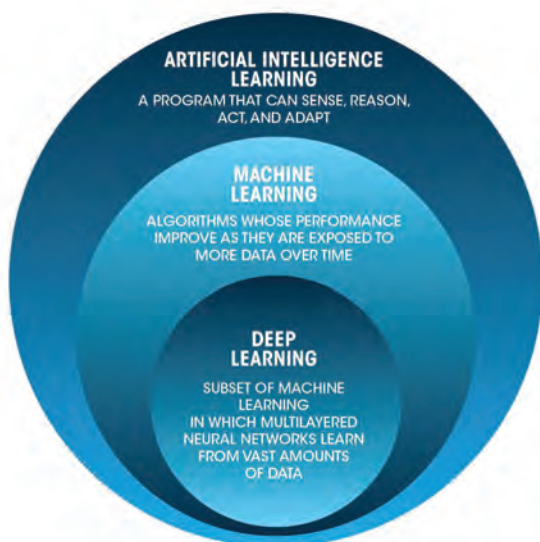 ARTIFICIAL INTELLIGENCE
LEARNING
A PROGRAM THAT CAN SENSE, REASON,
ACT, AND ADAPT
MACHINE
LEARNING
ALGORITHMS WHOSE PERFORMANCE
IMPROVE AS THEY ARE EXPOSED TO
MORE DATA OVER TIME
DEEP
LEARNING
SUBSET OF MACHINE
LEARNING
IN WHICH MULTILAYERED
NEURAL NETWORKS LEARN
FROM VAST AMOUNTS
OF DATA